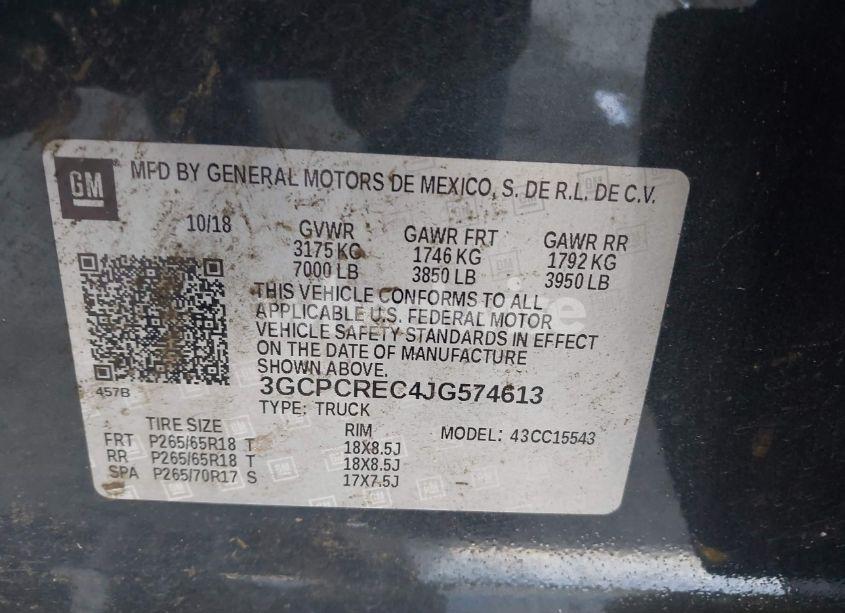 GM
MFD BY GENERAL MOTORS DE MEXICO, S. DE R.L. DE C.V.
10/18
GVWR GAWR FRT GAWR RR
3175 KG 1746 KG 1792 KG
7000 LB 3850 LB 3950 LB
THIS VEHICLE CONFORMS TO ALL
APPLICABLE U.S. FEDERAL MOTOR
VEHICLE SAFETY STANDARDS IN EFFECT
ON THE DATE OF MANUFACTURE
SHOWN ABOVE.
457B
3GCPCREC4JG574613
TYPE: TRUCK
TIRE SIZE RIM MODEL: 43CC15543
FRT P265/65R18 T 18X8.5J
RR P265/65R18 T 18X8.5J
SPA P265/70R17 S 17X7.5J